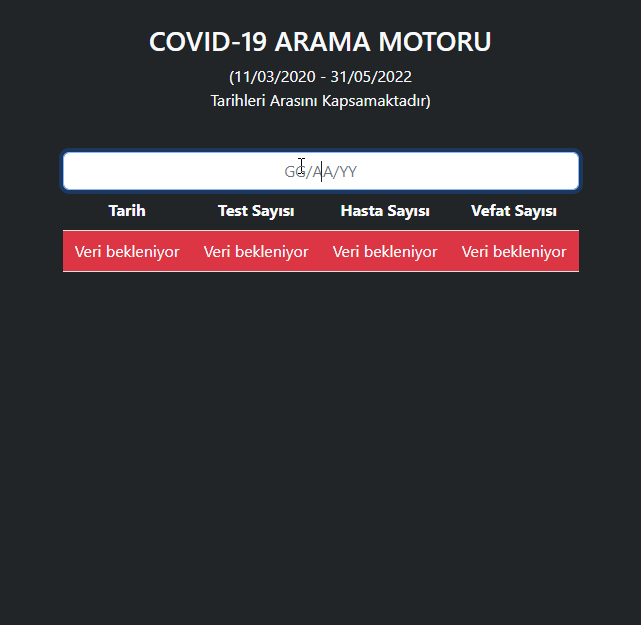 COVID-19 ARAMA MOTORU
(11/03/2020 - 31/05/2022
Tarihleri Arasını Kapsamaktadır)
GG/AA/YY
Tarih Test Sayısı Hasta Sayısı Vefat Sayısı
Veri bekleniyor Veri bekleniyor Veri bekleniyor Veri bekleniyor